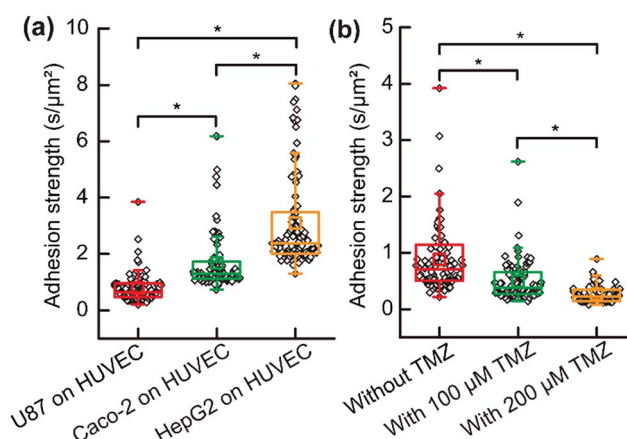 (a)
Adhesion strength (s/µm²)
10
8
6
4
2
0
*
*
*
U87 on HUVEC
Caco-2 on HUVEC
HepG2 on HUVEC
(b)
Adhesion strength (s/µm²)
5
4
3
2
1
0
*
*
*
Without TMZ
With 100 µM TMZ
With 200 µM TMZ